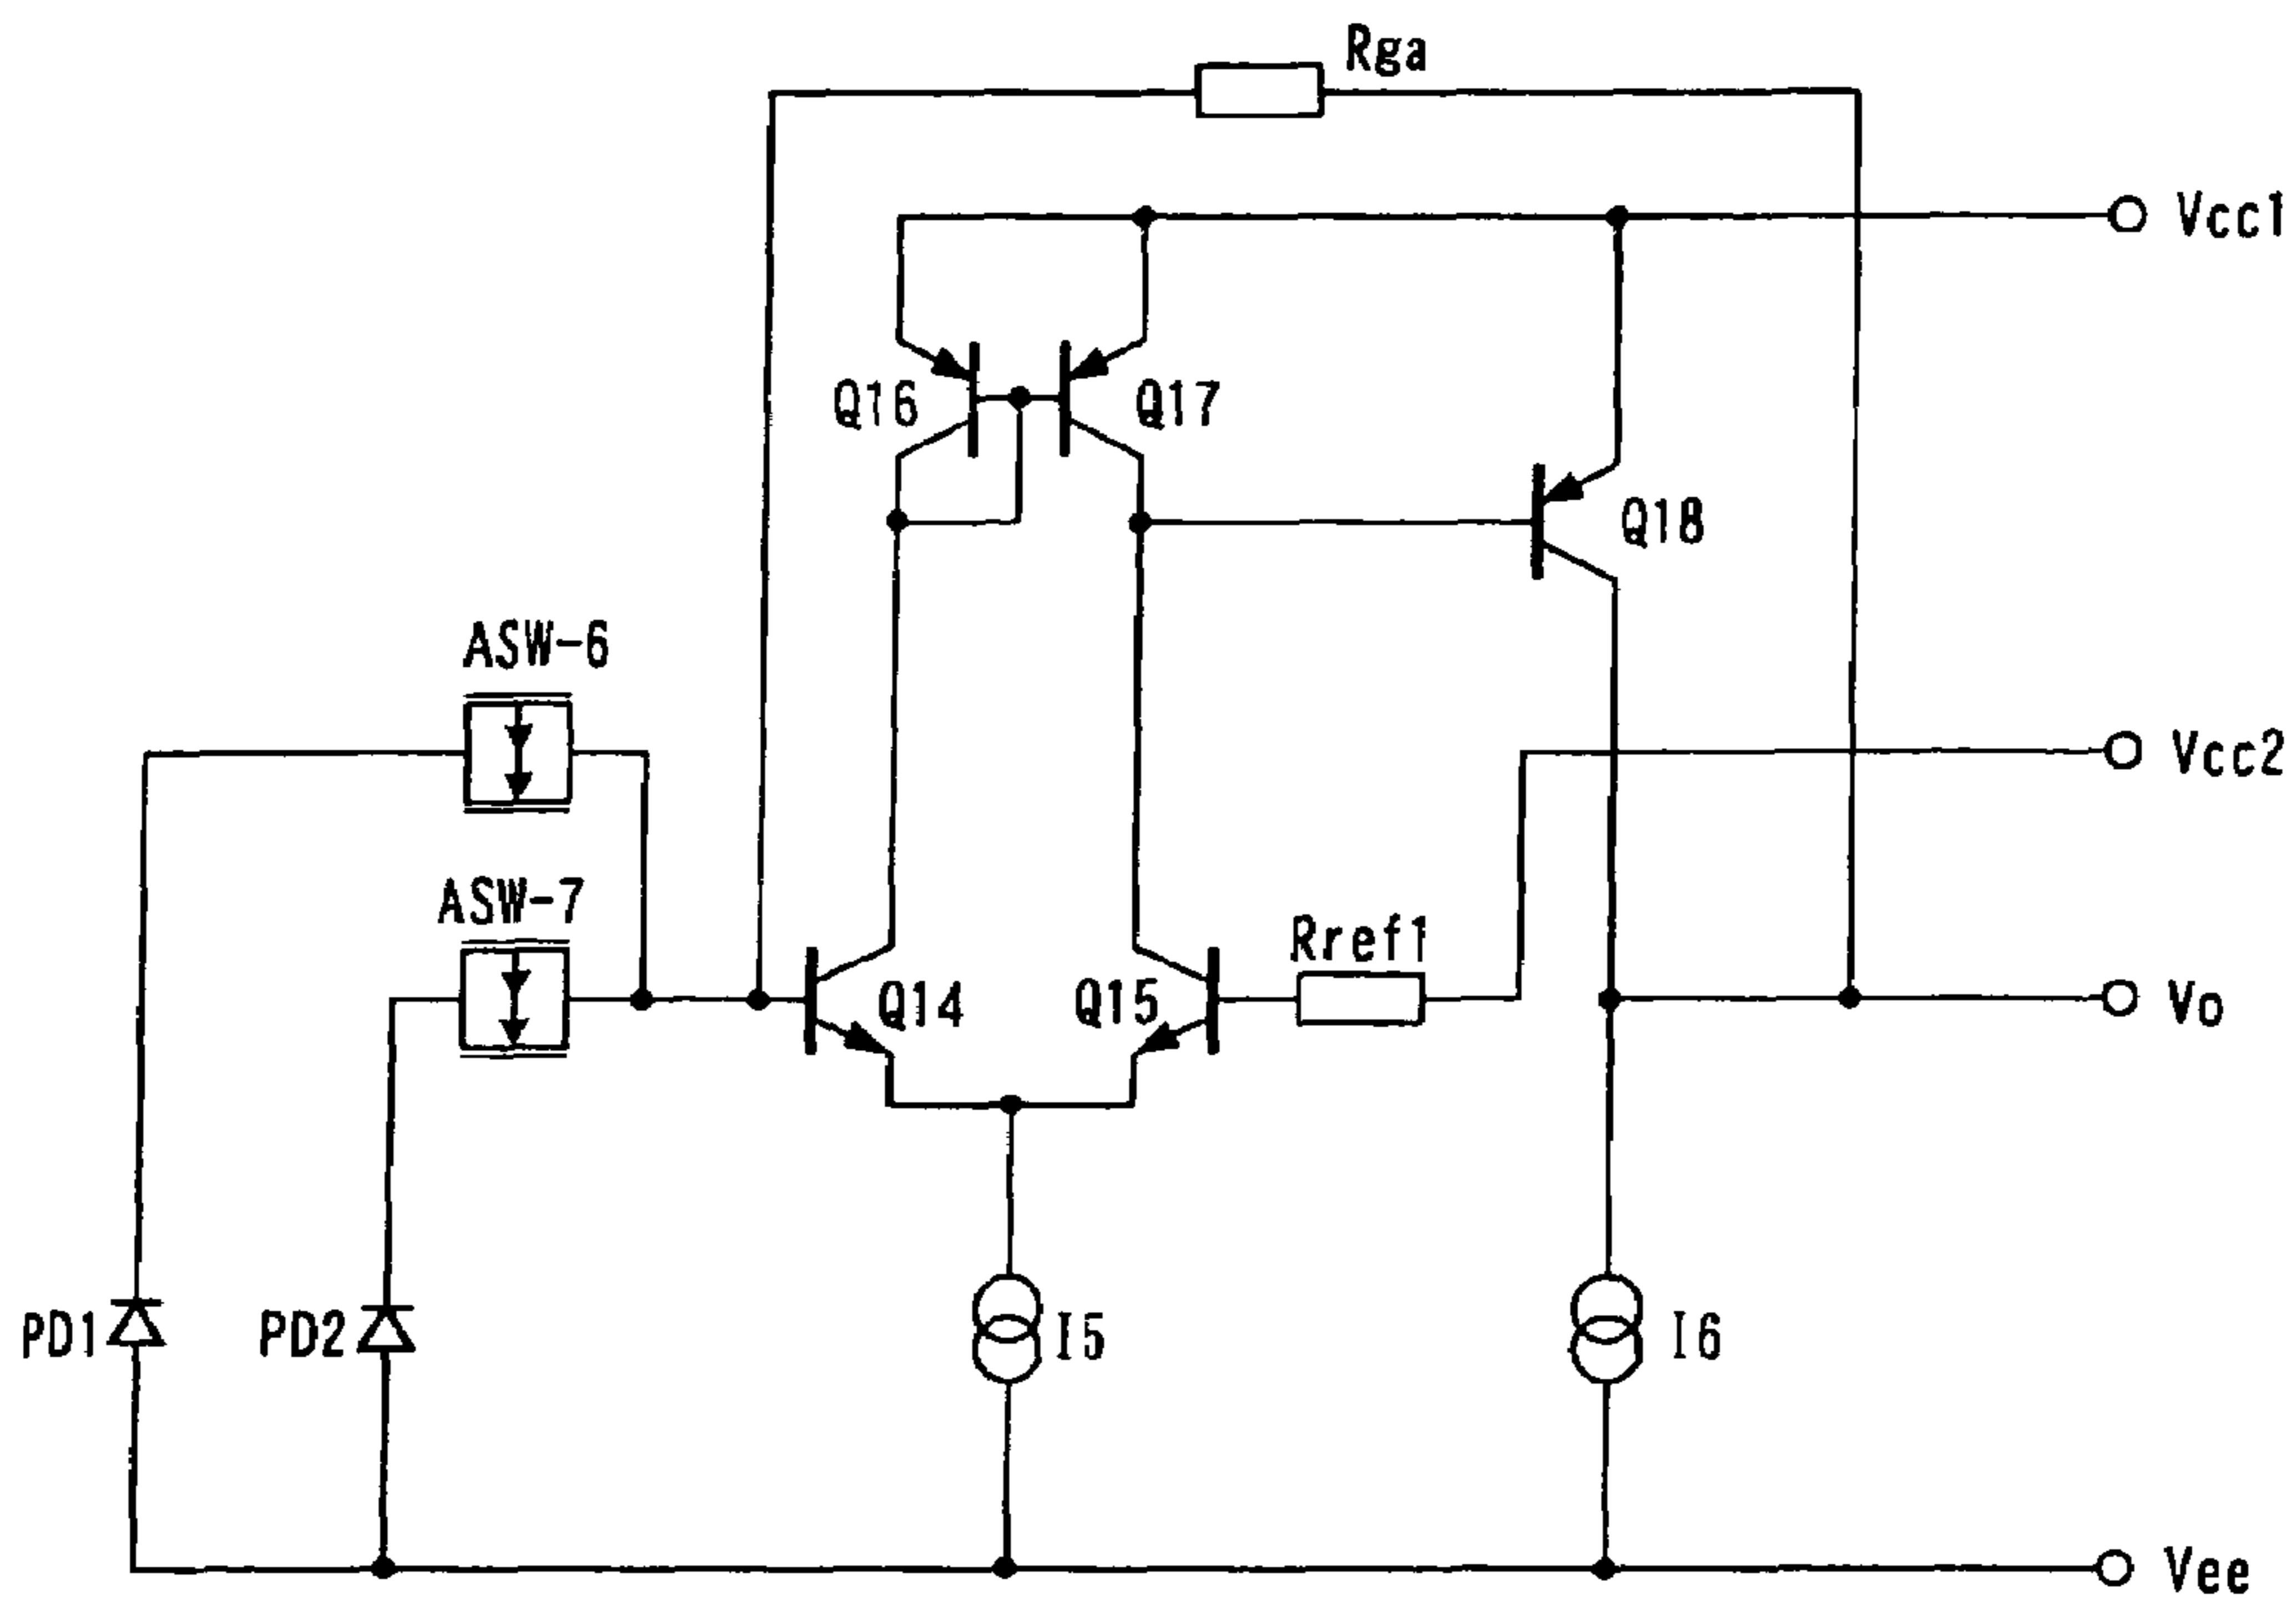 Rga
Vcc1
Q16
Q17
Q18
ASW-6
Vcc2
ASW-7
Rref1
Q14
Q15
Vo
PD1
PD2
I5
I6
Vee